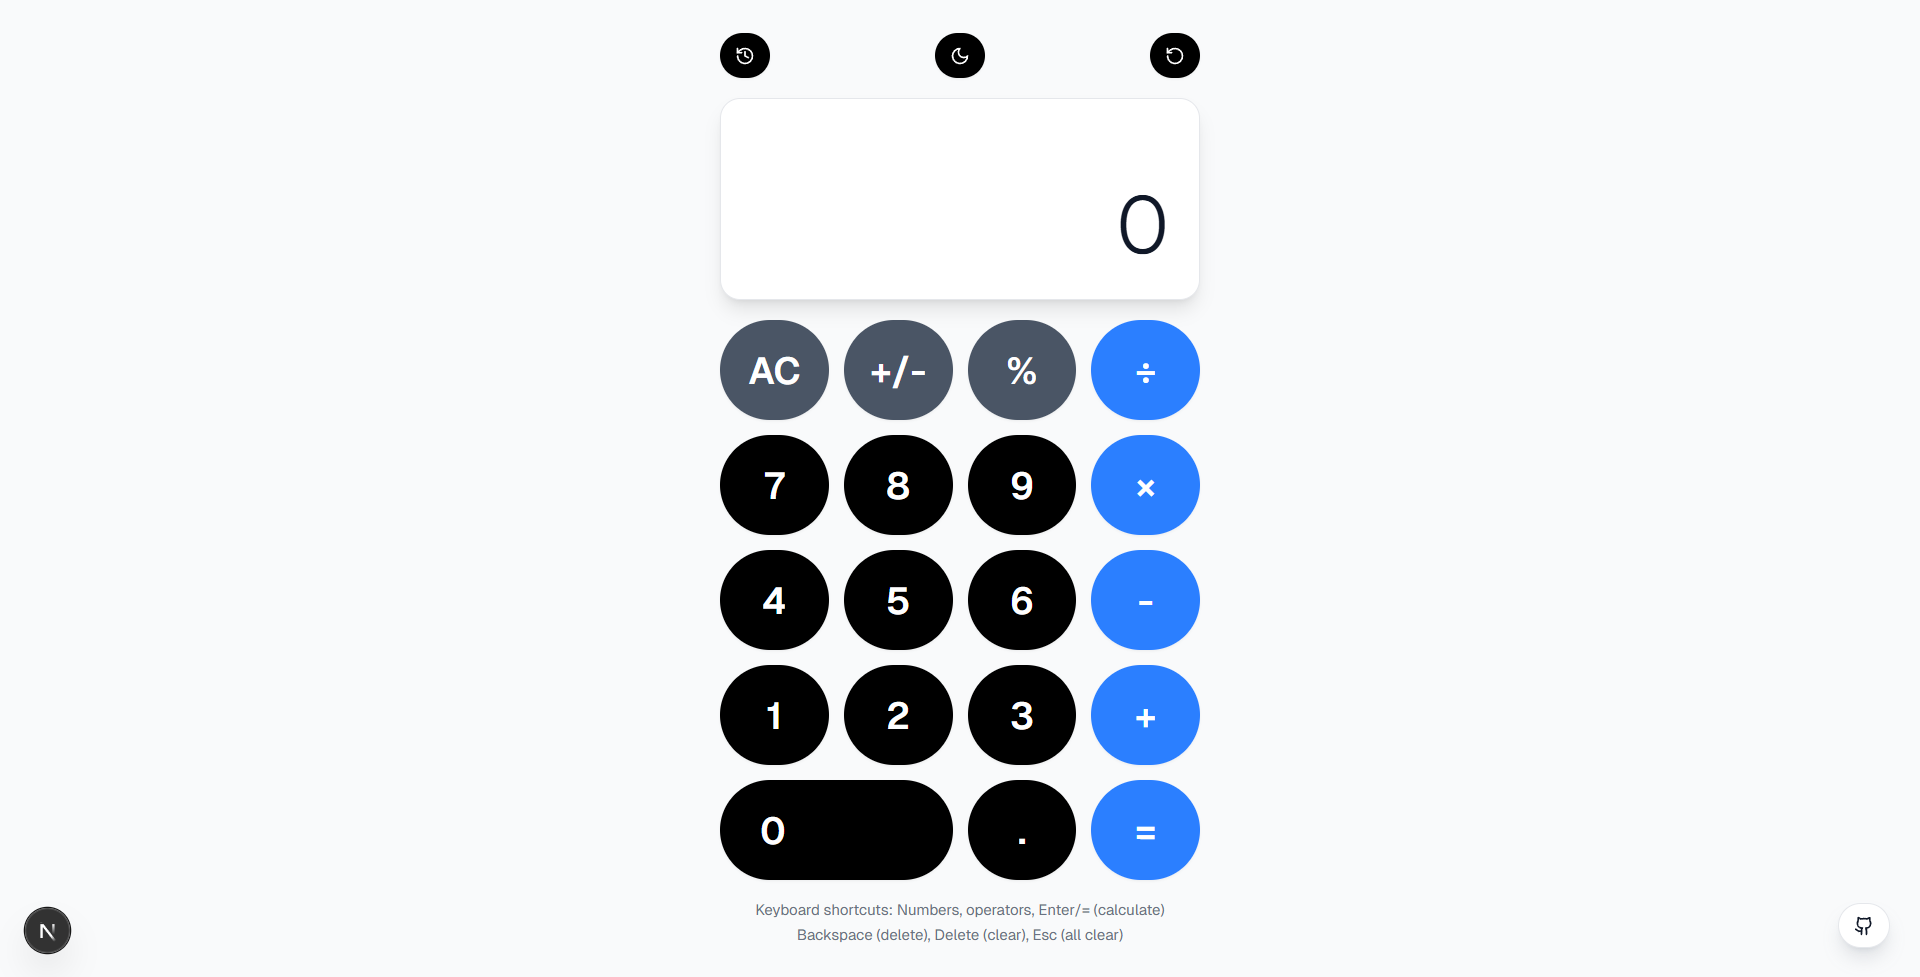 0
AC +/- % ÷
7 8 9 ×
4 5 6 -
1 2 3 +
0 . =
Keyboard shortcuts: Numbers, operators, Enter/= (calculate)
Backspace (delete), Delete (clear), Esc (all clear)
N